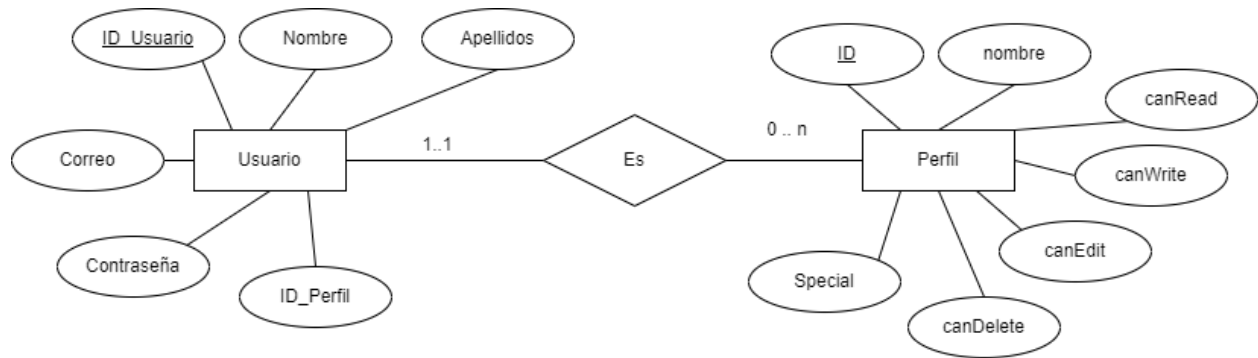 ID_Usuario
Nombre
Apellidos
ID
nombre
canRead
Correo
Usuario
1..1
Es
0 .. n
Perfil
canWrite
Contraseña
ID_Perfil
Special
canEdit
canDelete